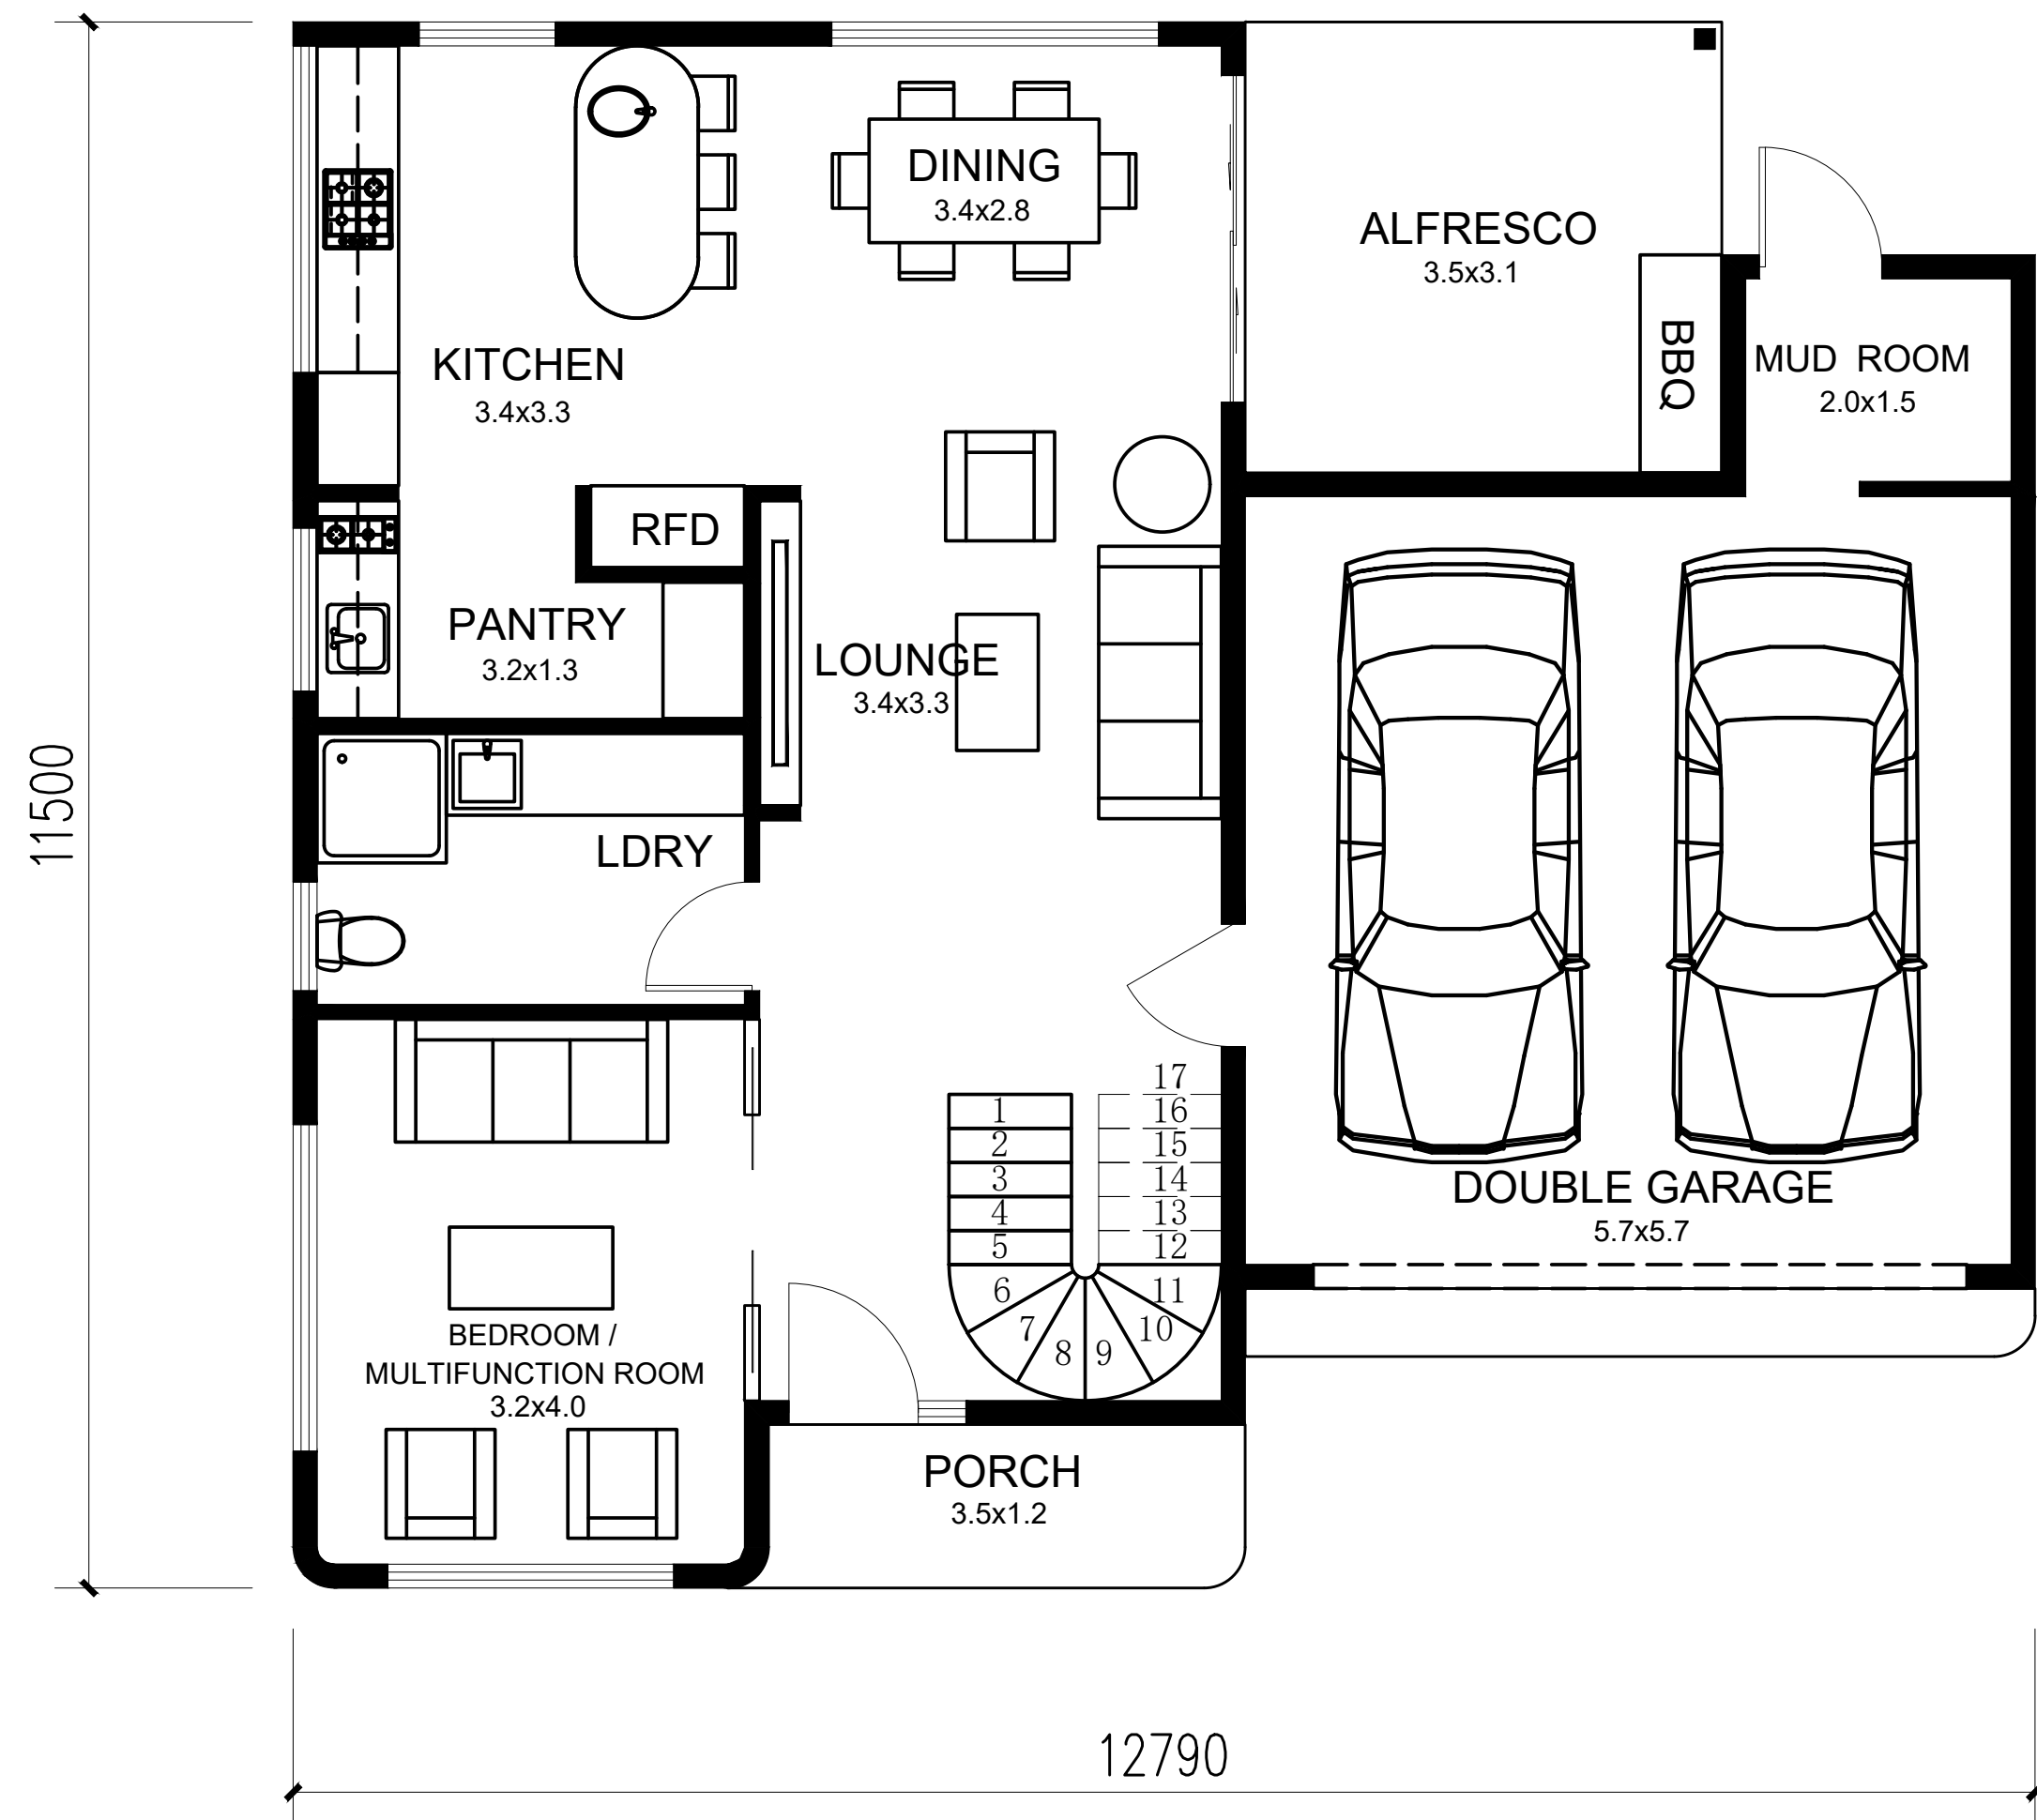 DINING
3.4x2.8
ALFRESCO
3.5x3.1
BBQ
MUD ROOM
2.0x1.5
KITCHEN
3.4x3.3
RFD
PANTRY
3.2x1.3
LOUNGE
3.4x3.3
11500
LDRY
17
1
16
2
15
3
14
4
13
5
12
6
11
7
10
8
9
DOUBLE GARAGE
5.7x5.7
BEDROOM /
MULTIFUNCTION ROOM
3.2x4.0
PORCH
3.5x1.2
12790